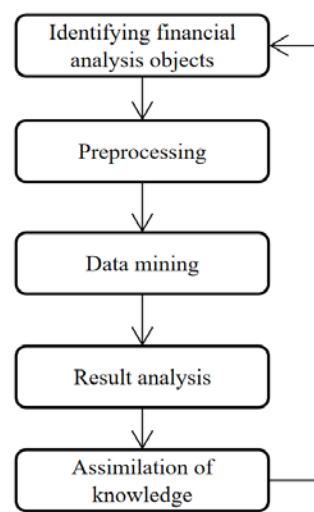 Identifying financial
analysis objects
Preprocessing
Data mining
Result analysis
Assimilation of
knowledge